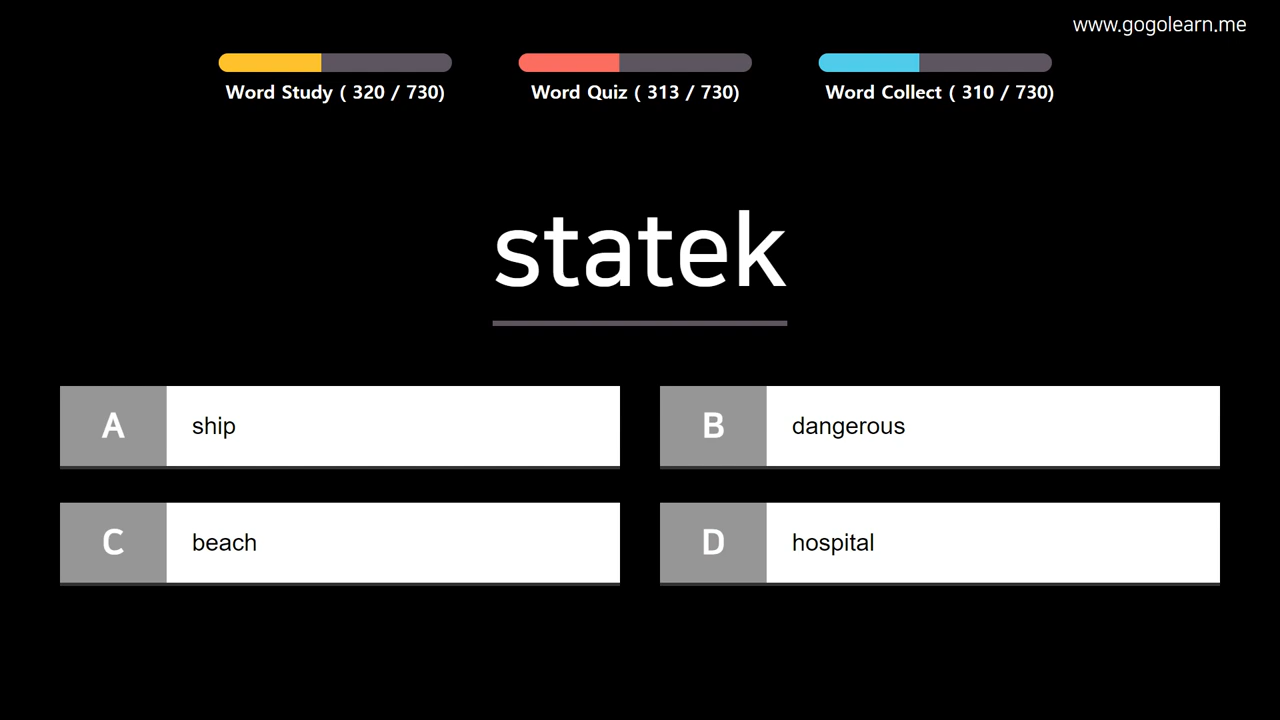 www.gogolearn.me
Word Study ( 320 / 730)
Word Quiz ( 313 / 730)
Word Collect ( 310 / 730)
statek
A ship
B dangerous
C beach
D hospital